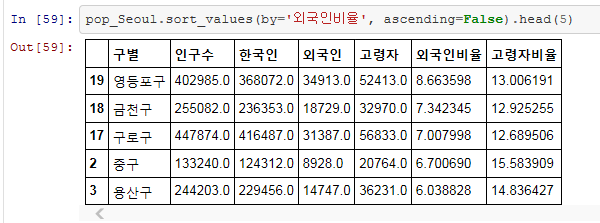 In [59]: pop_Seoul.sort_values(by='외국인비율', ascending=False).head(5)
Out[59]:
구별 인구수 한국인 외국인 고령자 외국인비율 고령자비율
19 영등포구 402985.0 368072.0 34913.0 52413.0 8.663598 13.006191
18 금천구 255082.0 236353.0 18729.0 32970.0 7.342345 12.925255
17 구로구 447874.0 416487.0 31387.0 56833.0 7.007998 12.689506
2 중구 133240.0 124312.0 8928.0 20764.0 6.700690 15.583909
3 용산구 244203.0 229456.0 14747.0 36231.0 6.038828 14.836427